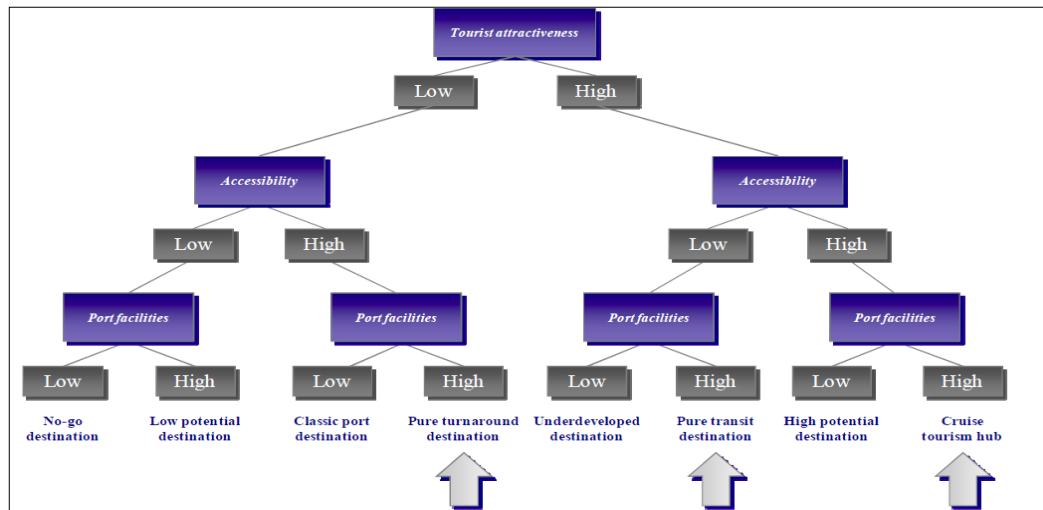 Tourist attractiveness
Low
High
Accessibility
Accessibility
Low
High
Low
High
Port facilities
Port facilities
Port facilities
Port facilities
Low
High
Low
High
Low
High
Low
High
No-go
destination
Low potential
destination
Classic port
destination
Pure turnaround
destination
Underdeveloped
destination
Pure transit
destination
High potential
destination
Cruise
tourism hub